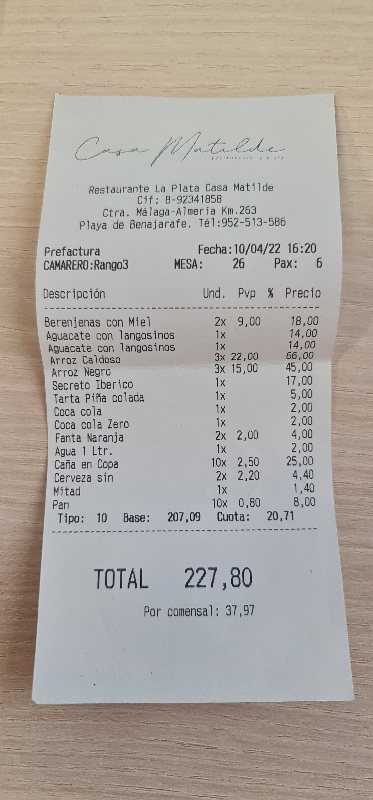 Casa Matilde
Restaurante La Plata Casa Matilde
Cif: B-92341858
Ctra. Málaga-Almería Km.263
Playa de Benajarafe. Tel:952-513-586
Prefactura Fecha:10/04/22 16:20
CAMARERO:Rango3 MESA: 26 Pax: 6
Descripción Und. Pvp % Precio
Berenjenas con Miel 2x 9,00 18,00
Aguacate con langosinos 1x 14,00
Aguacate con langosinos 1x 14,00
Arroz Caldoso 3x 22,00 66,00
Arroz Negro 3x 15,00 45,00
Secreto Iberico 1x 17,00
Tarta Piña colada 1x 5,00
Coca cola 1x 2,00
Coca cola Zero 1x 2,00
Fanta Naranja 2x 2,00 4,00
Agua 1 Ltr. 1x 2,00
Caña en Copa 10x 2,50 25,00
Cerveza sin 2x 2,20 4,40
Mitad 1x 1,40
Pan 10x 0,80 8,00
Tipo: 10 Base: 207,09 Cuota: 20,71
TOTAL 227,80
Por comensal: 37,97